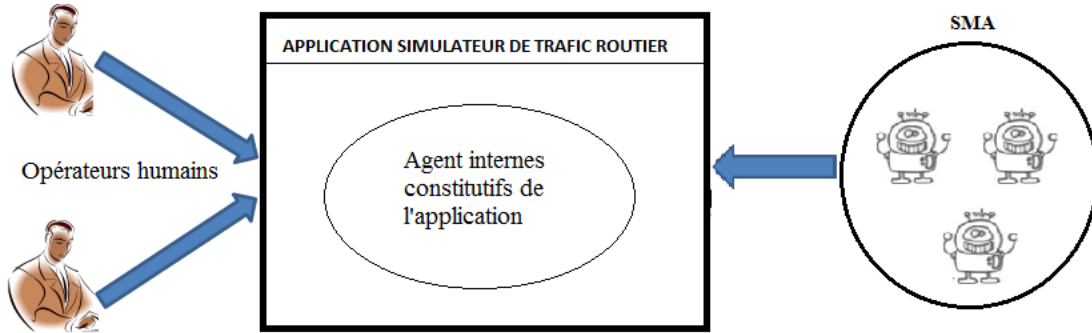 SMA
APPLICATION SIMULATEUR DE TRAFIC ROUTIER
Opérateurs humains
Agent internes
constitutifs de
l'application